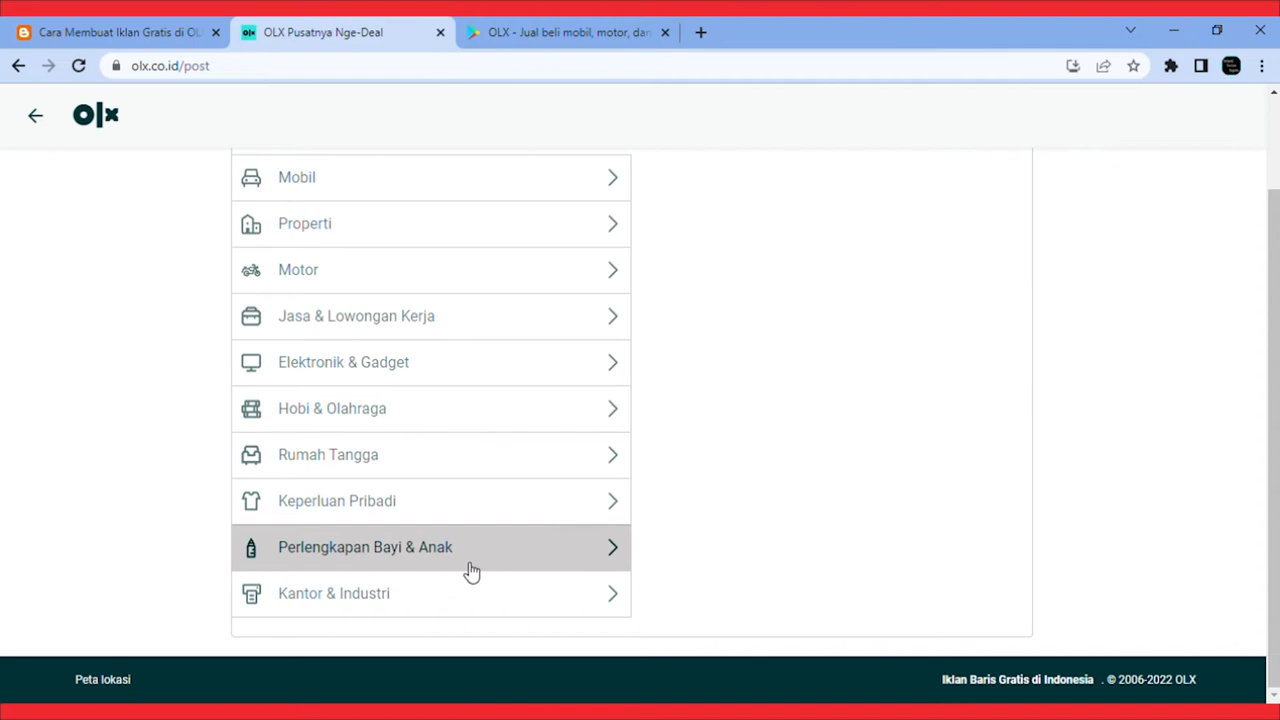 Cara Membuat Iklan Gratis di OL
OLX Pusatnya Nge-Deal
OLX - Jual beli mobil, motor, dan
olx.co.id/post
olx
Mobil
Properti
Motor
Jasa & Lowongan Kerja
Elektronik & Gadget
Hobi & Olahraga
Rumah Tangga
Keperluan Pribadi
Perlengkapan Bayi & Anak
Kantor & Industri
Peta lokasi
Iklan Baris Gratis di Indonesia . © 2006-2022 OLX